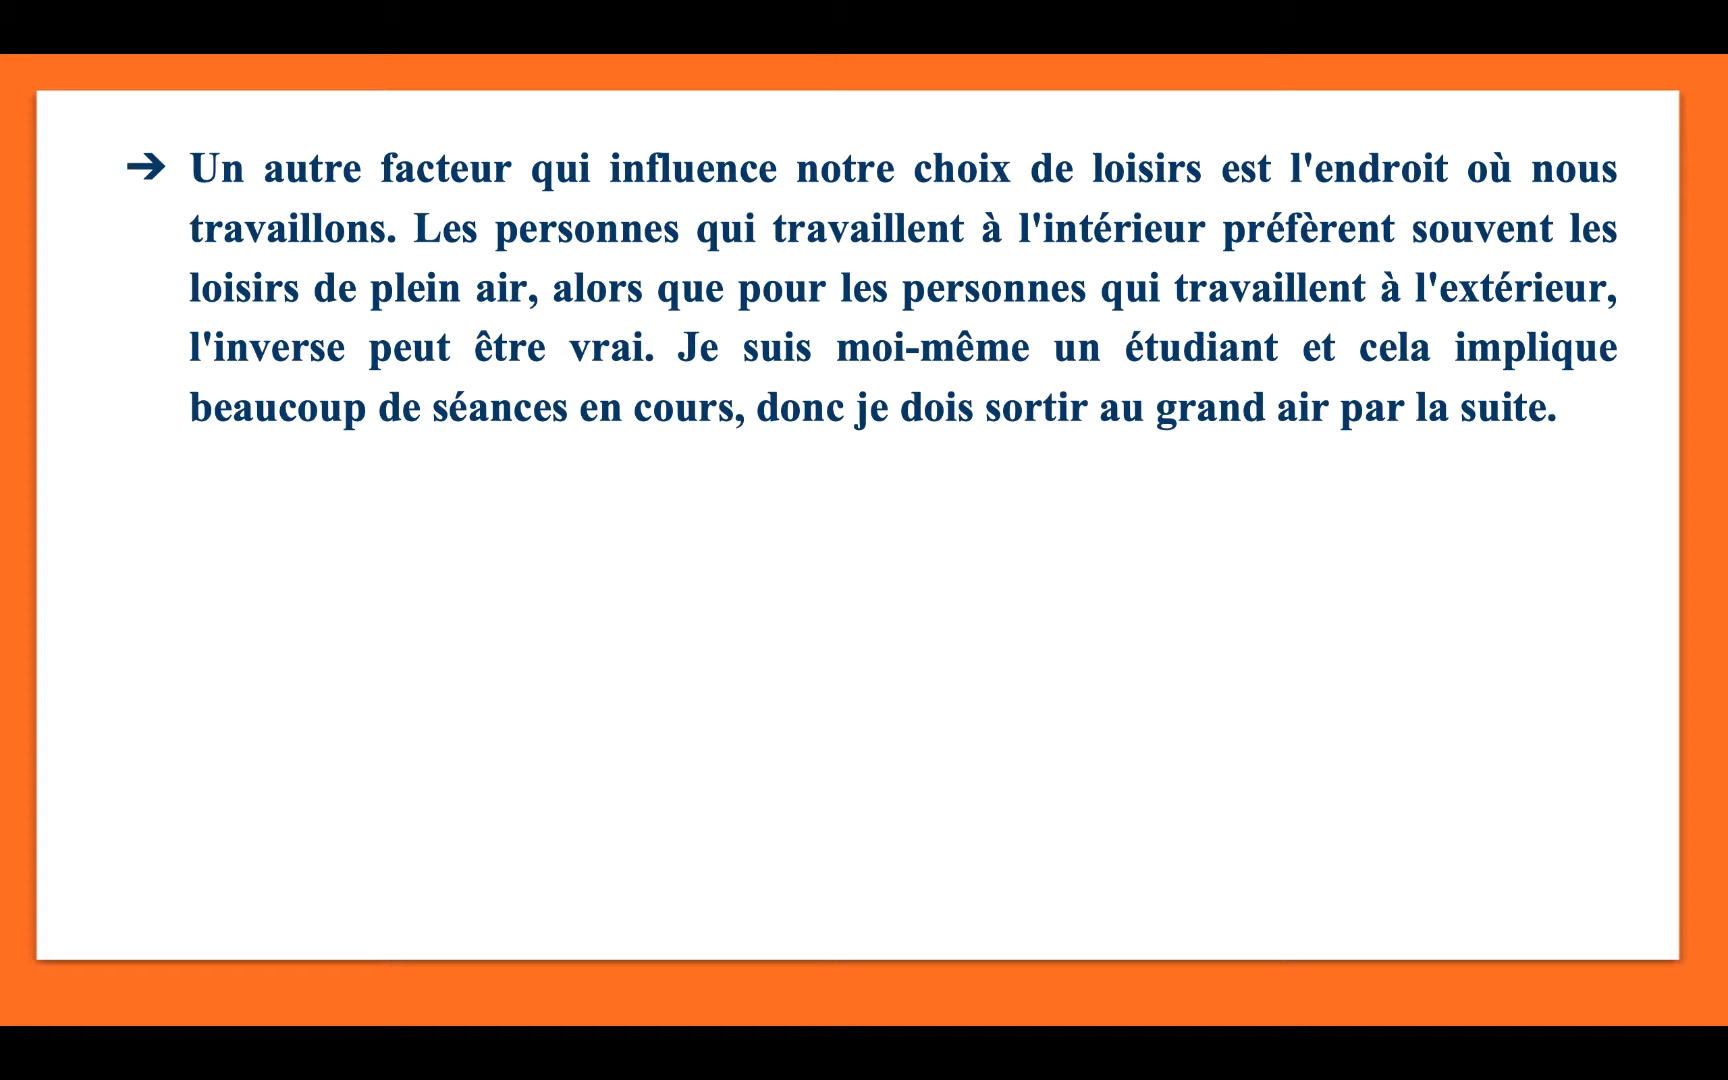 ➔ Un autre facteur qui influence notre choix de loisirs est l'endroit où nous
travaillons. Les personnes qui travaillent à l'intérieur préfèrent souvent les
loisirs de plein air, alors que pour les personnes qui travaillent à l'extérieur,
l'inverse peut être vrai. Je suis moi-même un étudiant et cela implique
beaucoup de séances en cours, donc je dois sortir au grand air par la suite.